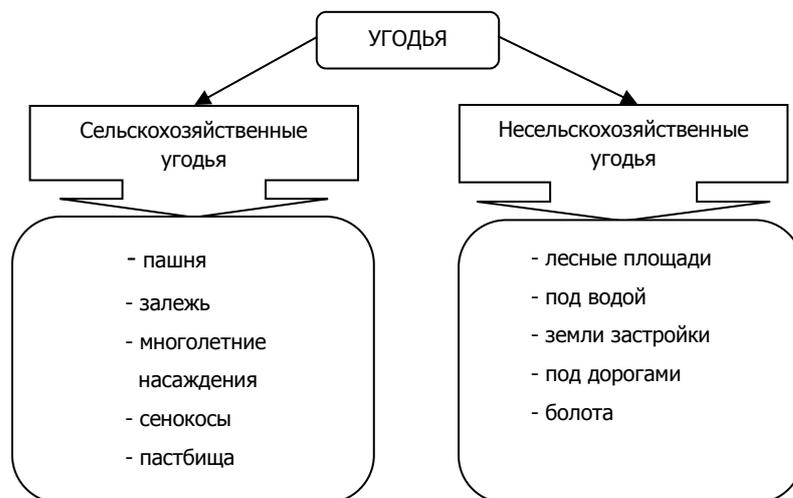 УГОДЬЯ
Сельскохозяйственные
угодья
- пашня
- залежь
- многолетние
насаждения
- сенокосы
- пастбища
Несельскохозяйственные
угодья
- лесные площади
- под водой
- земли застройки
- под дорогами
- болота